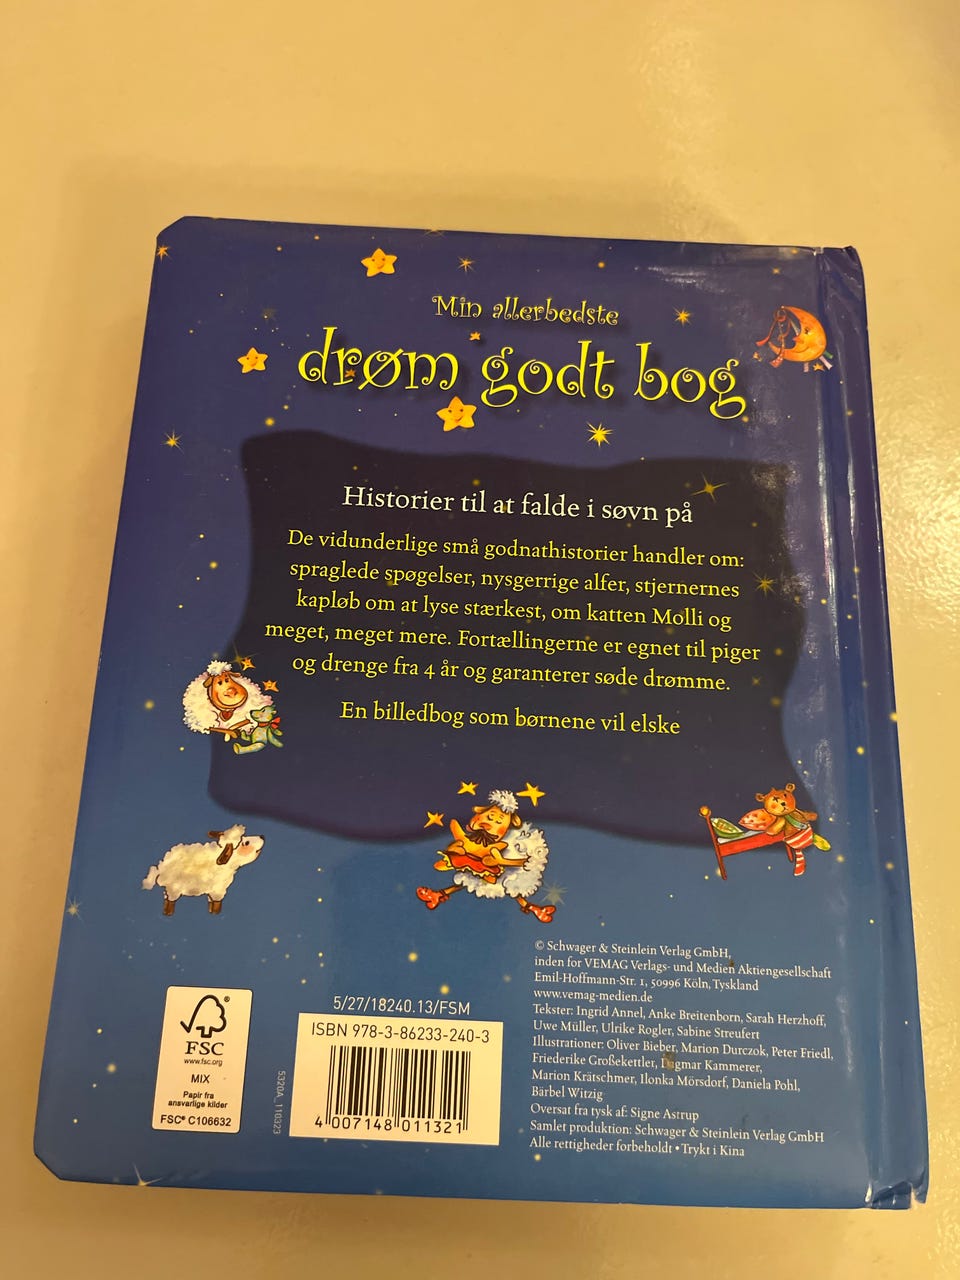 Min allerbedste
drøm godt bog
Historier til at falde i søvn på
De vidunderlige små godnathistorier handler om:
spraglede spøgelser, nysgerrige alfer, stjernernes
kapløb om at lyse stærkest, om katten Molli og
meget, meget mere. Fortællingerne er egnet til piger
og drenge fra 4 år og garanterer søde drømme.
En billedbog som børnene vil elske
FSC
www.fsc.org
MIX
Papir fra
ansvarlige kilder
FSC® C106632
5320A_110323
5/27/18240.13/FSM
ISBN 978-3-86233-240-3
4 007148 011321
© Schwager & Steinlein Verlag GmbH,
inden for VEMAG Verlags- und Medien Aktiengesellschaft
Emil-Hoffmann-Str. 1, 50996 Köln, Tyskland
www.vemag-medien.de
Tekster: Ingrid Annel, Anke Breitenborn, Sarah Herzhoff,
Uwe Müller, Ulrike Rogler, Sabine Streufert
Illustrationer: Oliver Bieber, Marion Durczok, Peter Friedl,
Friederike Großekettler, Dagmar Kammerer,
Marion Krätschmer, Ilonka Mörsdorf, Daniela Pohl,
Bärbel Witzig
Oversat fra tysk af: Signe Astrup
Samlet produktion: Schwager & Steinlein Verlag GmbH
Alle rettigheder forbeholdt • Trykt i Kina